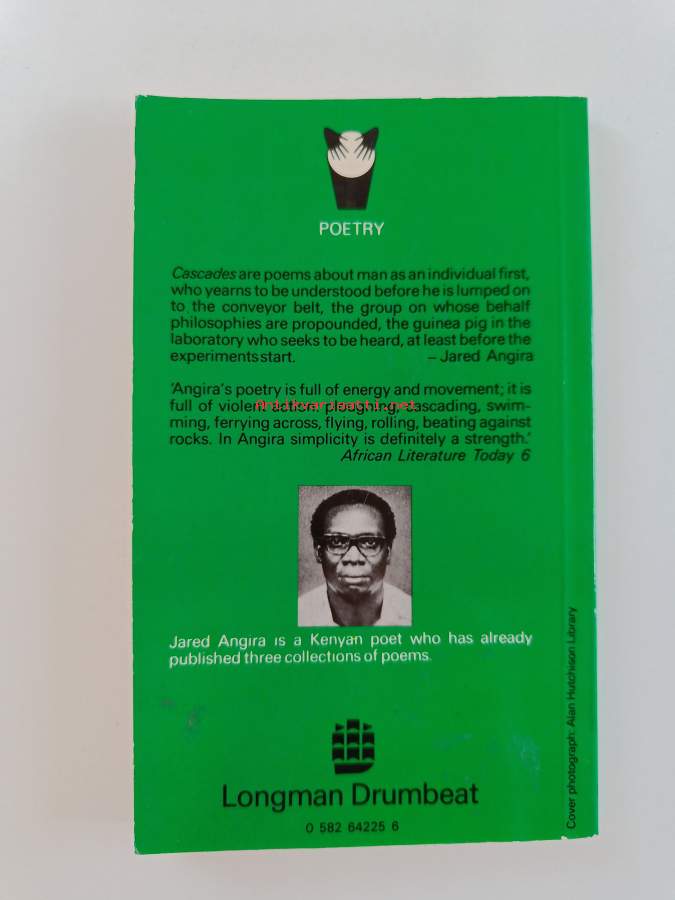 POETRY
Cascades are poems about man as an individual first,
who yearns to be understood before he is lumped on
to the conveyor belt, the group on whose behalf
philosophies are propounded, the guinea pig in the
laboratory who seeks to be heard, at least before the
experiments start. – Jared Angira
'Angira's poetry is full of energy and movement; it is
full of violent action: ploughing, cascading, swim-
Antikvariaatti.net
ming, ferrying across, flying, rolling, beating against
rocks. In Angira simplicity is definitely a strength.'
African Literature Today 6
Jared Angira is a Kenyan poet who has already
published three collections of poems.
Longman Drumbeat
0 582 64225 6
Cover photograph: Alan Hutchison Library